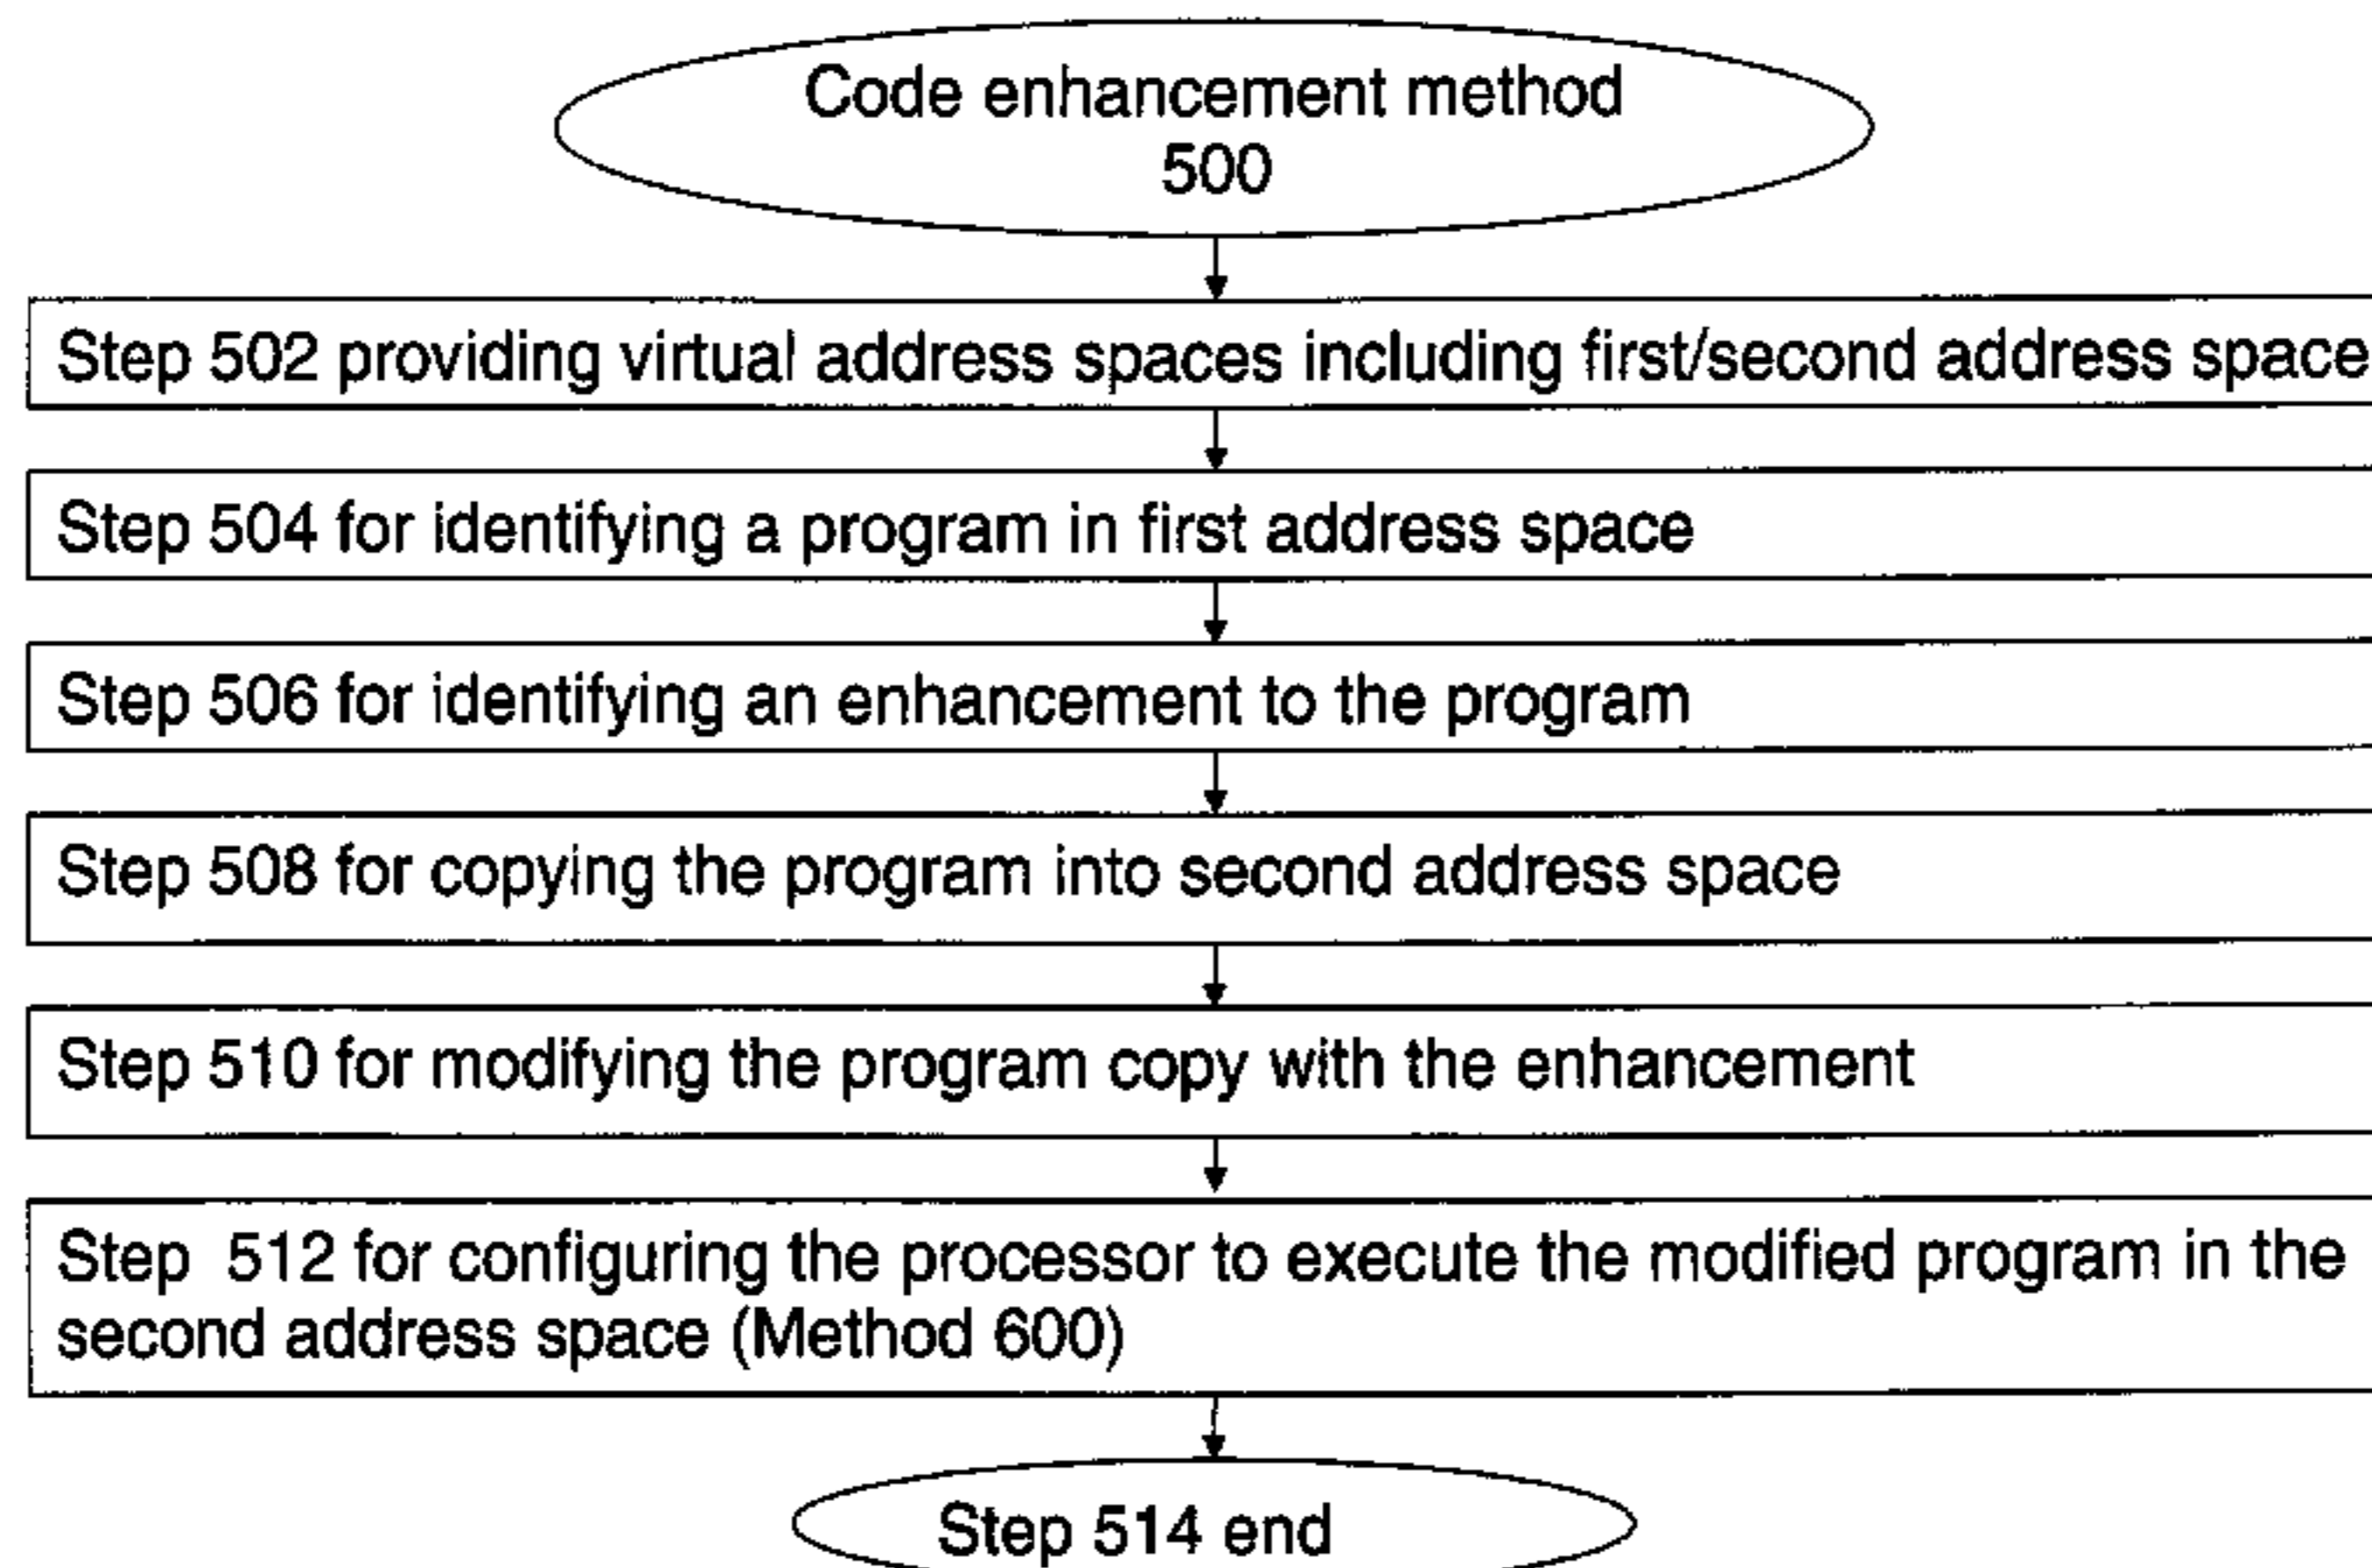 Code enhancement method
500
Step 502 providing virtual address spaces including first/second address space
Step 504 for identifying a program in first address space
Step 506 for identifying an enhancement to the program
Step 508 for copying the program into second address space
Step 510 for modifying the program copy with the enhancement
Step 512 for configuring the processor to execute the modified program in the
second address space (Method 600)
Step 514 end